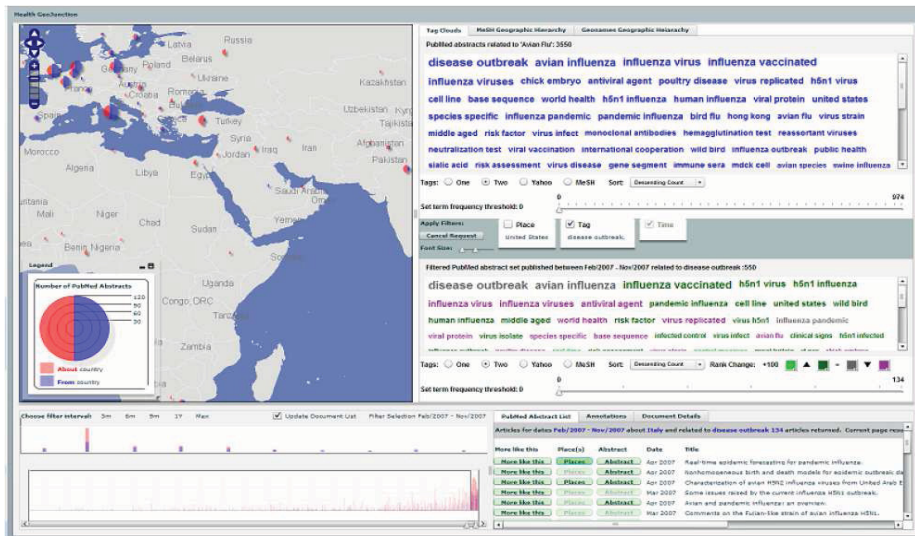 Health GeoJunction
Latvia
Russia
Belarus
Germany
Poland
Ukraine
France
Austria
Croatia
Romania
Kazakhstan
Spain
Greece
Turkey
Uzbekistan
Kyrg
Tajikista
Syria
Iraq
Iran
Afghanistan
Morocco
Jordan
Pakistan
Algeria
Libya
Egypt
Saudi Arabia
Oman
Mali
Niger
Chad
Sudan
Yemen
Benin
Nigeria
Uganda
Congo, DRC
Tanzania
Zambia
Legend
Number of PubMed Abstracts
120
90
60
30
About country
From country
Tag Clouds
MeSH Geographic Hierarchy
Geonames Geographic Heirarchy
PubMed abstracts related to 'Avian Flu': 3550
disease outbreak avian influenza influenza virus influenza vaccinated
influenza viruses chick embryo antiviral agent poultry disease virus replicated h5n1 virus
cell line base sequence world health h5n1 influenza human influenza viral protein united states
species specific influenza pandemic pandemic influenza bird flu hong kong avian flu virus strain
middle aged risk factor virus infect monoclonal antibodies hemagglutination test reassortant viruses
neutralization test viral vaccination international cooperation wild bird influenza outbreak public health
sialic acid risk assessment virus disease gene segment immune sera mdck cell avian species swine influenza
Tags: One Two Yahoo MeSH Sort: Descending Count
0 974
Set term frequency threshold: 0
Apply Filters: Place Tag Time
Cancel Request United States disease outbreak,
Font Size:
Filtered PubMed abstract set published between Feb/2007 - Nov/2007 related to disease outbreak :550
disease outbreak avian influenza influenza vaccinated h5n1 virus h5n1 influenza
influenza virus influenza viruses antiviral agent pandemic influenza cell line united states wild bird
human influenza middle aged world health risk factor virus replicated virus h5n1 influenza pandemic
viral protein virus isolate species specific base sequence infected control virus infect avian flu clinical signs h5n1 infected
Tags: One Two Yahoo MeSH Sort: Descending Count Rank Change: +100
0 134
Set term frequency threshold: 0
Choose filter interval: 3m 6m 9m 1Y Max Update Document List Filter Selection Feb/2007 - Nov/2007
PubMed Abstract List
Annotations
Document Details
Articles for dates Feb/2007 - Nov/2007 about Italy and related to disease outbreak 134 articles returned. Current page resu
More like this Place(s) Abstract Date Title
More like this Places Abstract Apr 2007 Real-time epidemic forecasting for pandemic influenza.
More like this Places Abstract Apr 2007 Nonhomogeneous birth and death models for epidemic outbreak da
More like this Places Abstract Apr 2007 Characterization of avian H5N2 influenza viruses from United Arab E
More like this Places Abstract Mar 2007 Some issues raised by the current influenza H5N1 outbreak.
More like this Places Abstract Apr 2007 Avian and pandemic influenza: an overview.
More like this Places Abstract Mar 2007 Comments on the Fujian-like strain of avian influenza H5N1.